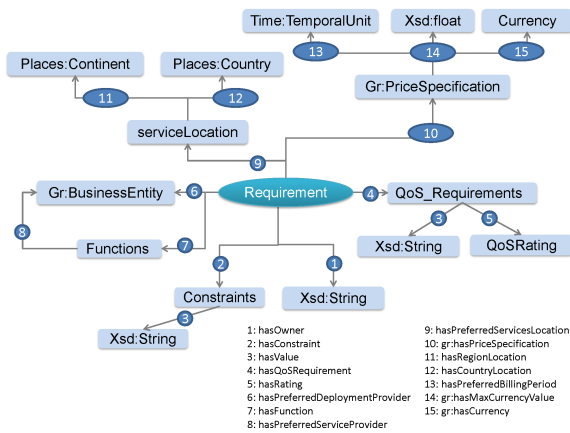 Time:TemporalUnit
Xsd:float
Currency
13
14
15
Places:Continent
Places:Country
Gr:PriceSpecification
11
12
serviceLocation
10
9
Gr:BusinessEntity
6
Requirement
4
QoS_Requirements
3
5
8
Functions
7
Xsd:String
QoSRating
2
1
Constraints
Xsd:String
3
Xsd:String
1: hasOwner
2: hasConstraint
3: hasValue
4: hasQoSRequirement
5: hasRating
6: hasPreferredDeploymentProvider
7: hasFunction
8: hasPreferredServiceProvider
9: hasPreferredServicesLocation
10: gr:hasPriceSpecification
11: hasRegionLocation
12: hasCountryLocation
13: hasPreferredBillingPeriod
14: gr:hasMaxCurrencyValue
15: gr:hasCurrency